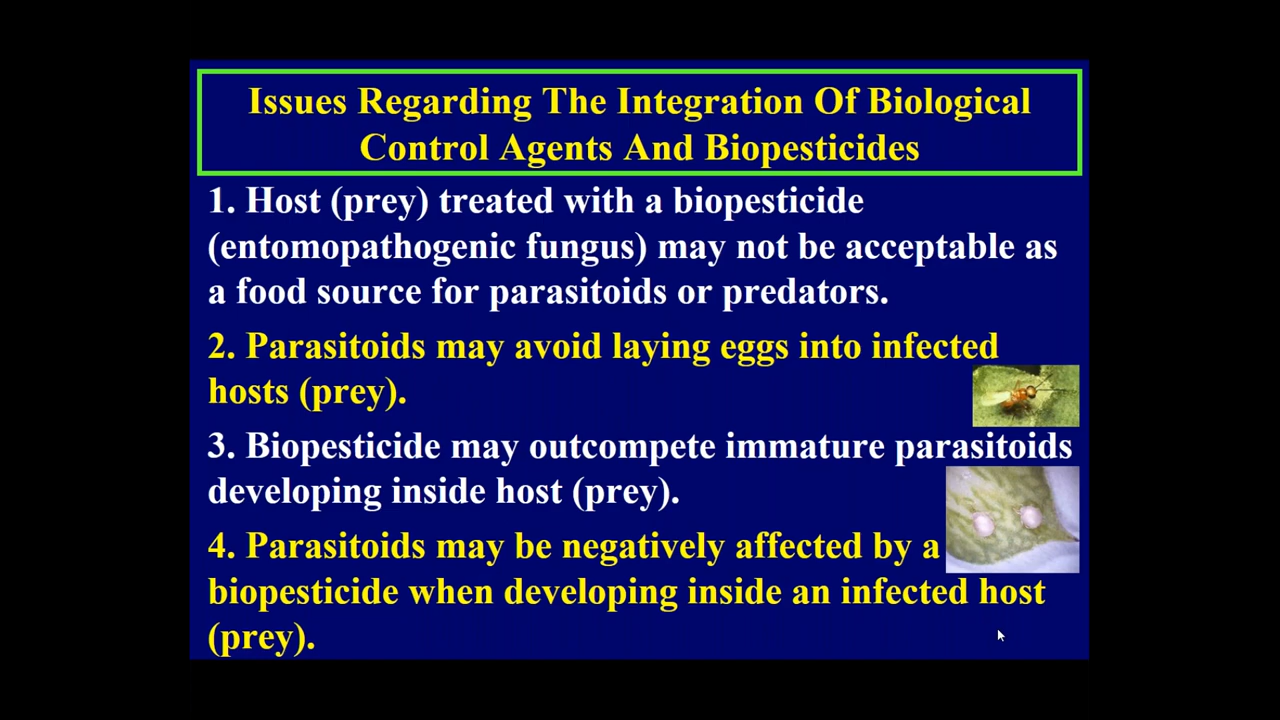 Issues Regarding The Integration Of Biological
Control Agents And Biopesticides
1. Host (prey) treated with a biopesticide
(entomopathogenic fungus) may not be acceptable as
a food source for parasitoids or predators.
2. Parasitoids may avoid laying eggs into infected
hosts (prey).
3. Biopesticide may outcompete immature parasitoids
developing inside host (prey).
4. Parasitoids may be negatively affected by a
biopesticide when developing inside an infected host
(prey).